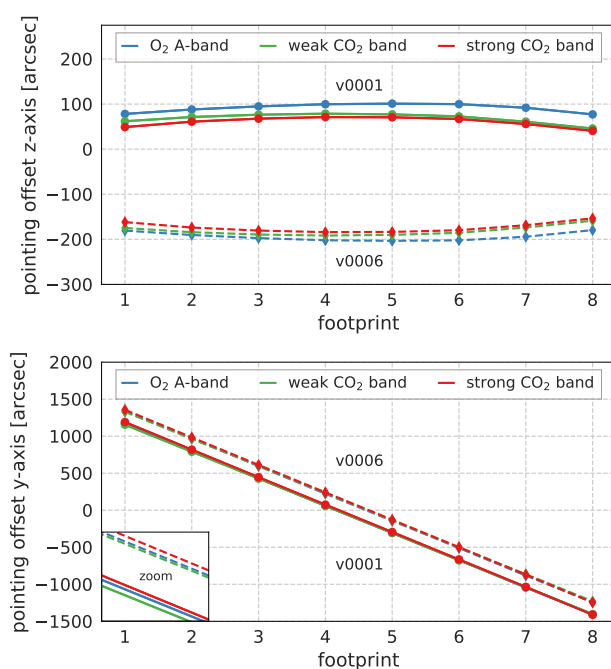 pointing offset z-axis [arcsec]
O₂ A-band weak CO₂ band strong CO₂ band
200
100
0
−100
−200
−300
v0001
v0006
1 2 3 4 5 6 7 8
footprint
pointing offset y-axis [arcsec]
O₂ A-band weak CO₂ band strong CO₂ band
2000
1500
1000
500
0
−500
−1000
−1500
v0006
v0001
zoom
1 2 3 4 5 6 7 8
footprint